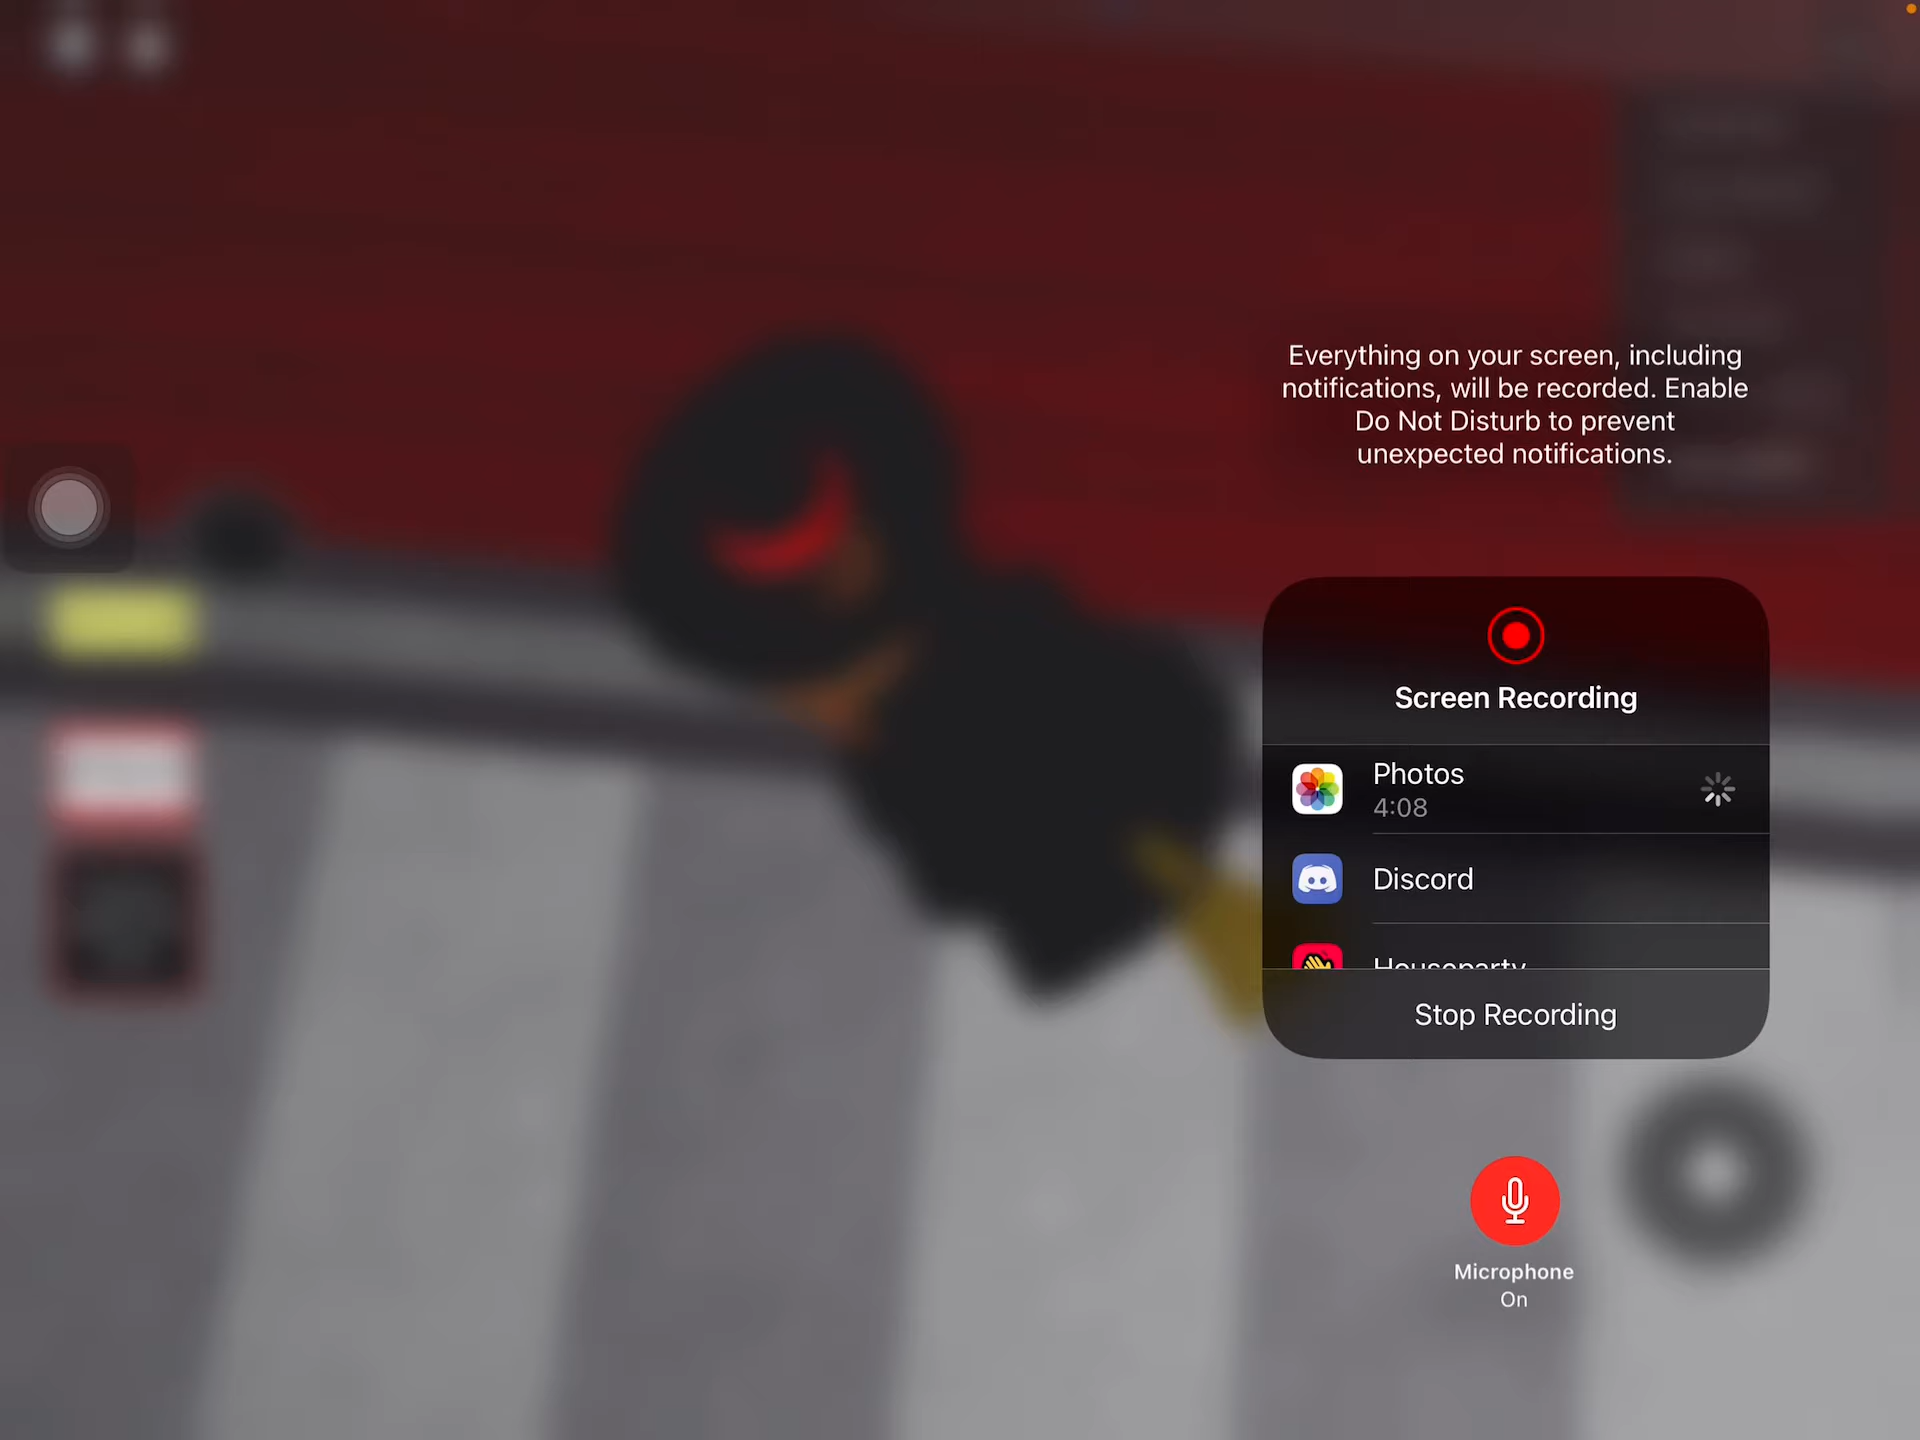 Everything on your screen, including
notifications, will be recorded. Enable
Do Not Disturb to prevent
unexpected notifications.
Screen Recording
Photos
4:08
Discord
Houseparty
Stop Recording
Microphone
On